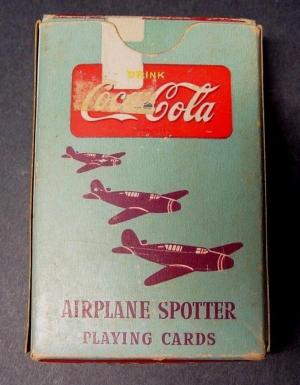 DRINK
Coca-Cola
AIRPLANE SPOTTER
PLAYING CARDS